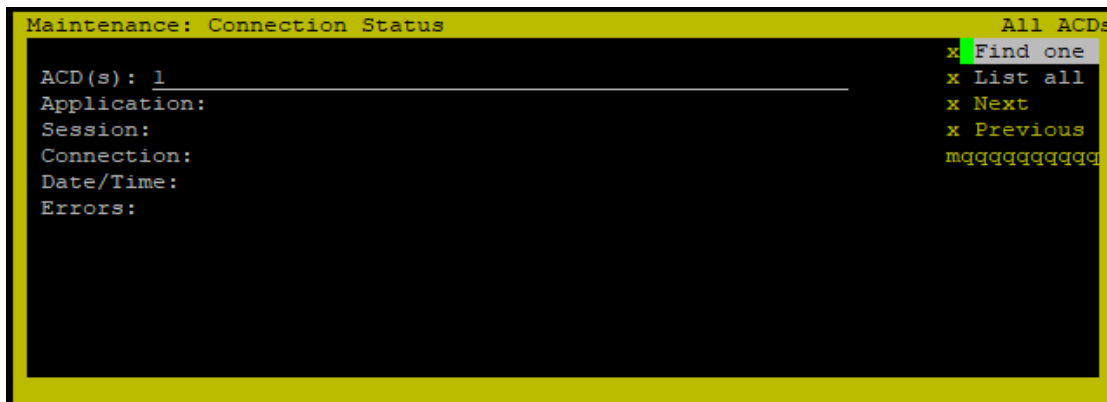 Maintenance: Connection Status All ACDs
x Find one
ACD(s): 1 x List all
Application: x Next
Session: x Previous
Connection: mqqqqqqqqqq
Date/Time:
Errors: